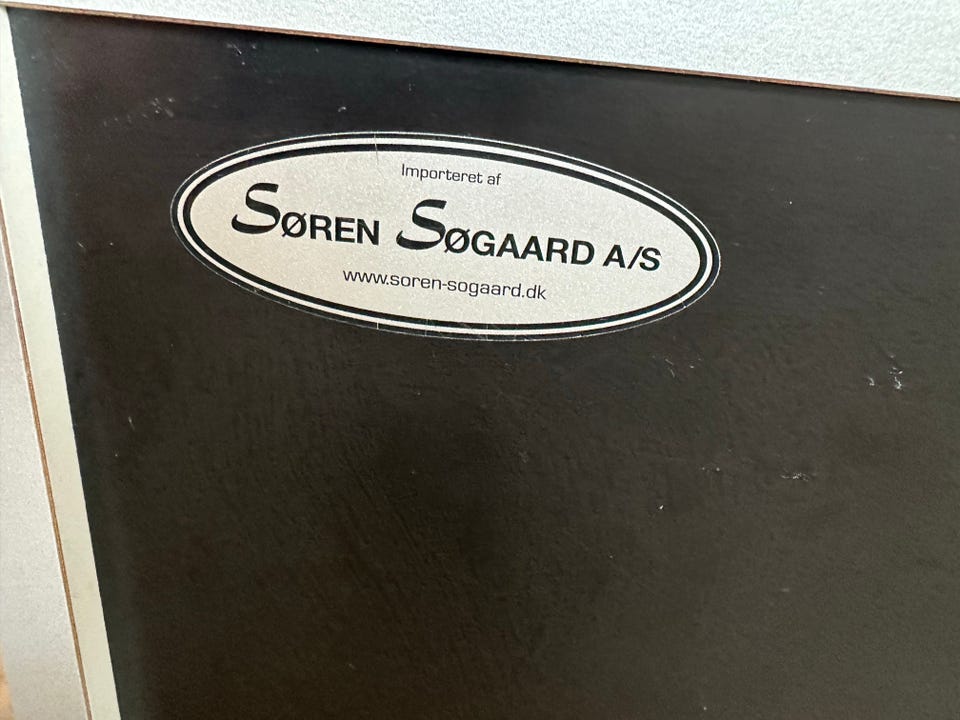 Importeret af
SØREN SØGAARD A/S
www.soren-sogaard.dk